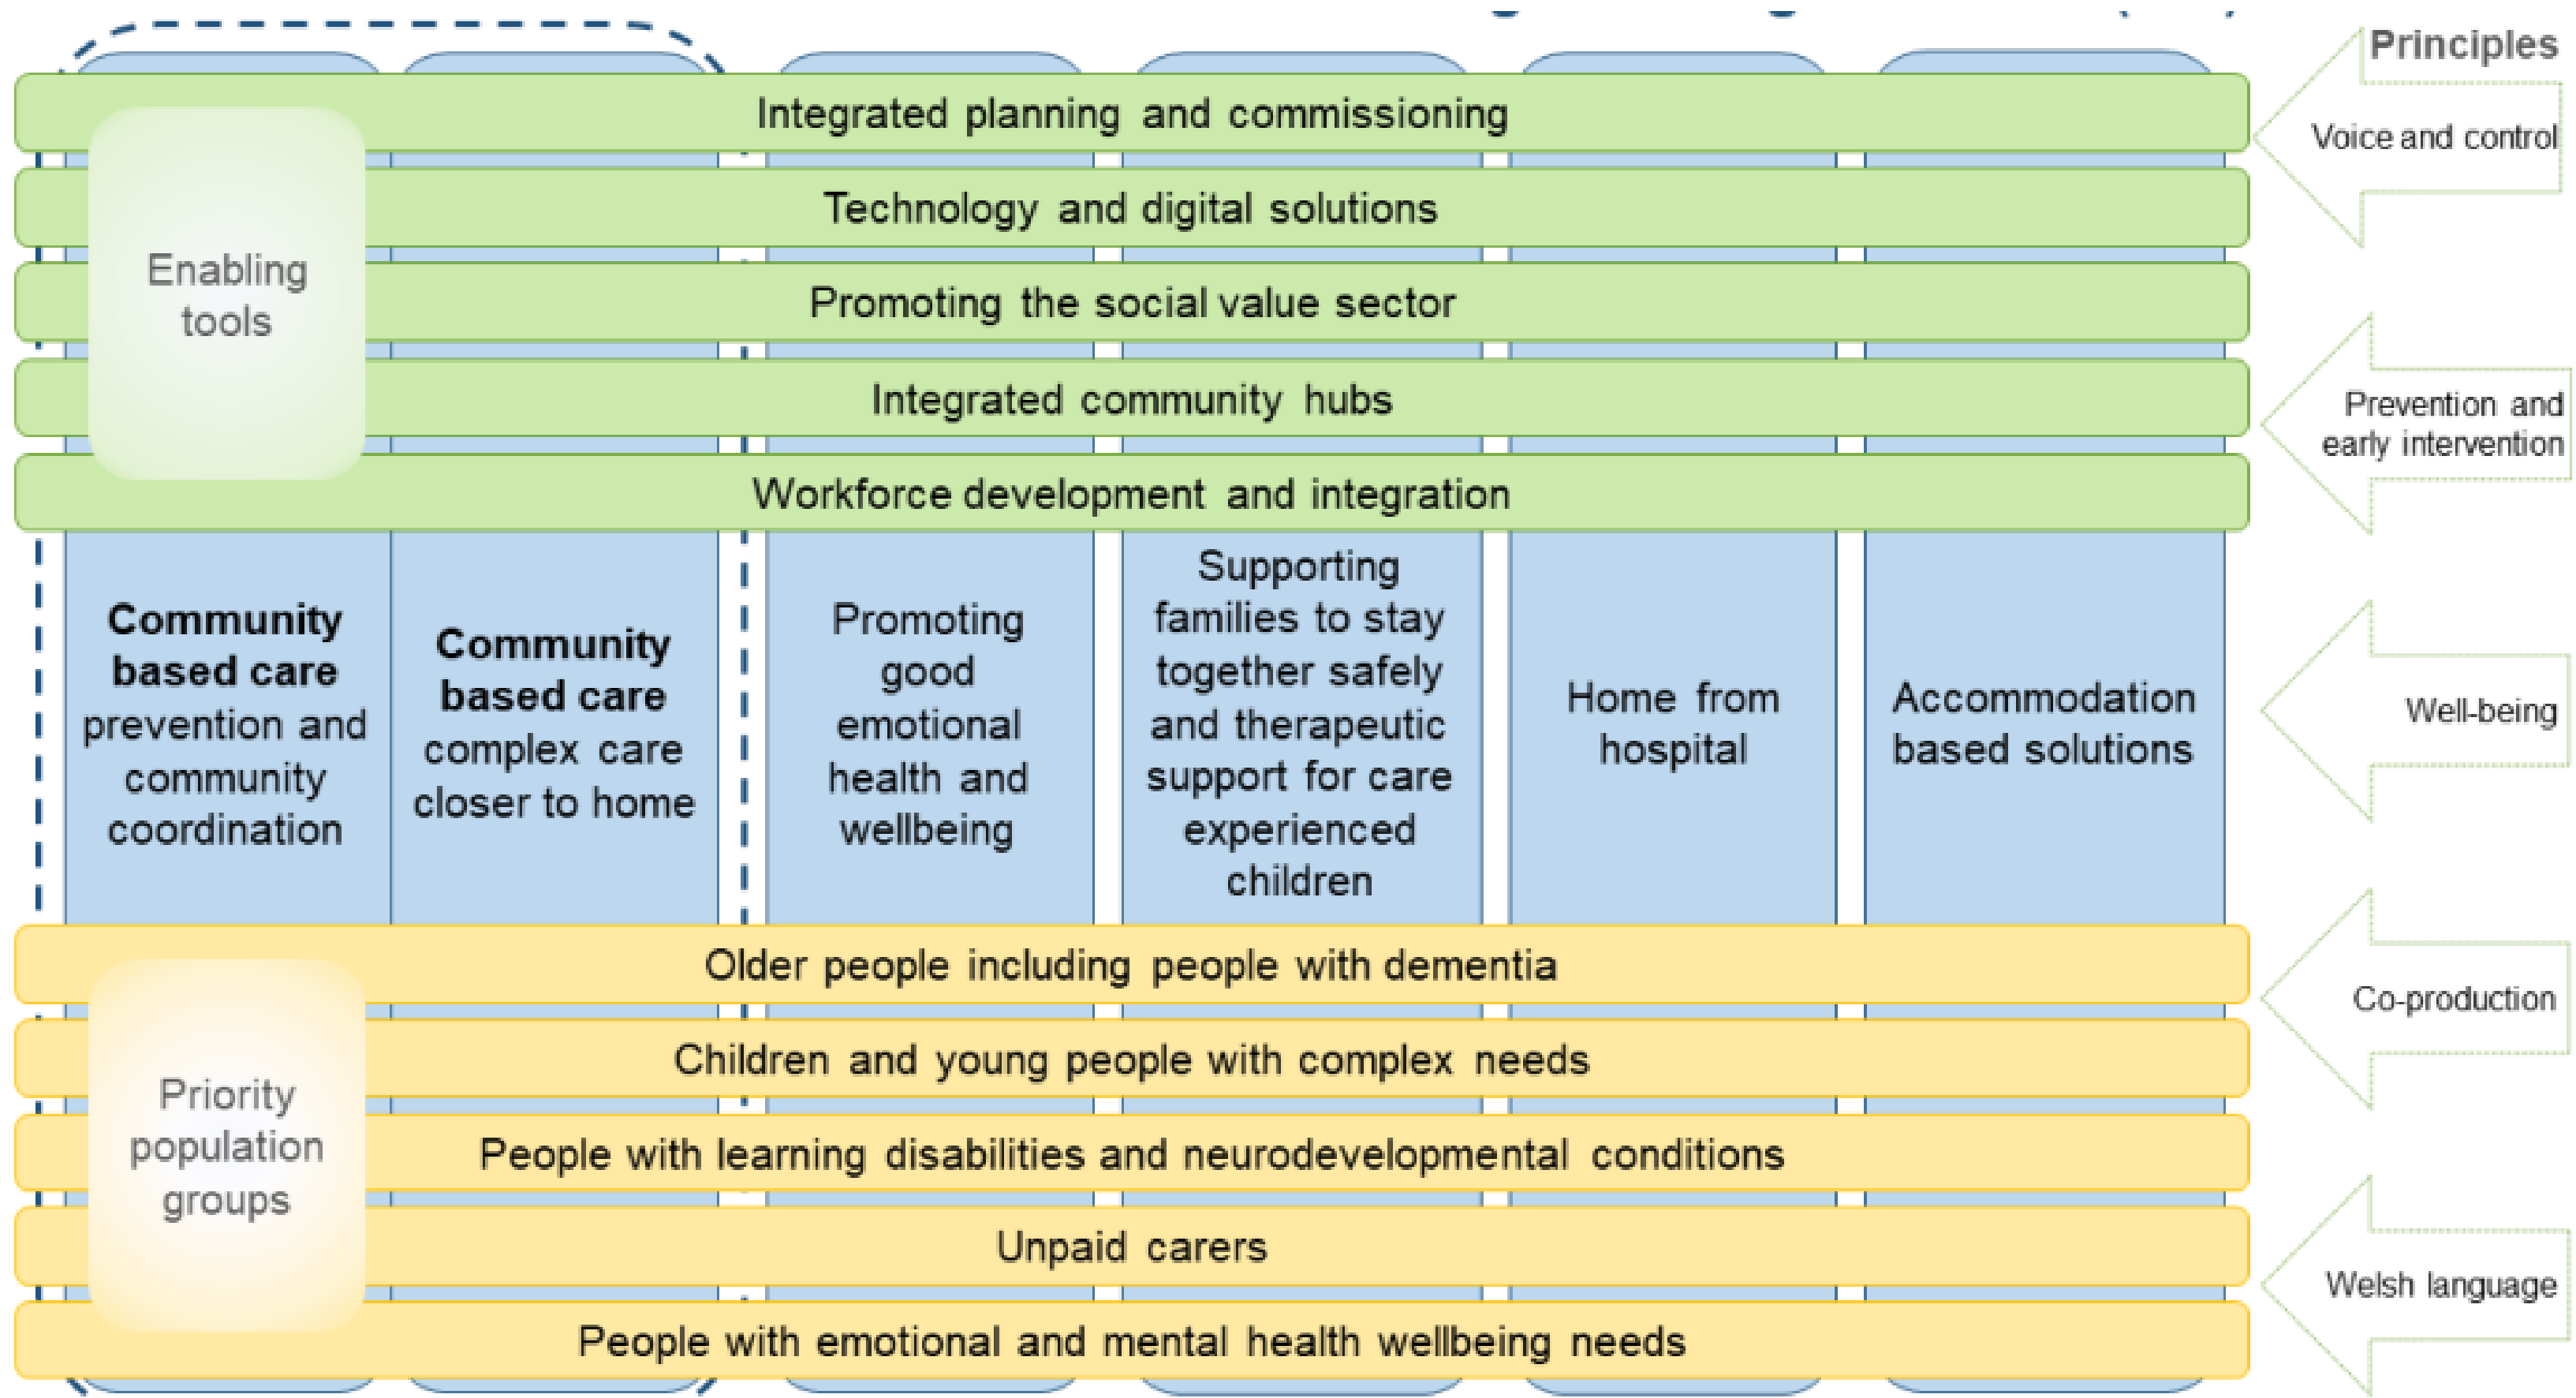 Principles
Integrated planning and commissioning
Voice and control
Technology and digital solutions
Enabling
tools
Promoting the social value sector
Integrated community hubs
Prevention and
early intervention
Workforce development and integration
Community
based care
prevention and
community
coordination
Community
based care
complex care
closer to home
Promoting
good
emotional
health and
wellbeing
Supporting
families to stay
together safely
and therapeutic
support for care
experienced
children
Home from
hospital
Accommodation
based solutions
Well-being
Older people including people with dementia
Co-production
Children and young people with complex needs
Priority
population
groups
People with learning disabilities and neurodevelopmental conditions
Unpaid carers
Welsh language
People with emotional and mental health wellbeing needs